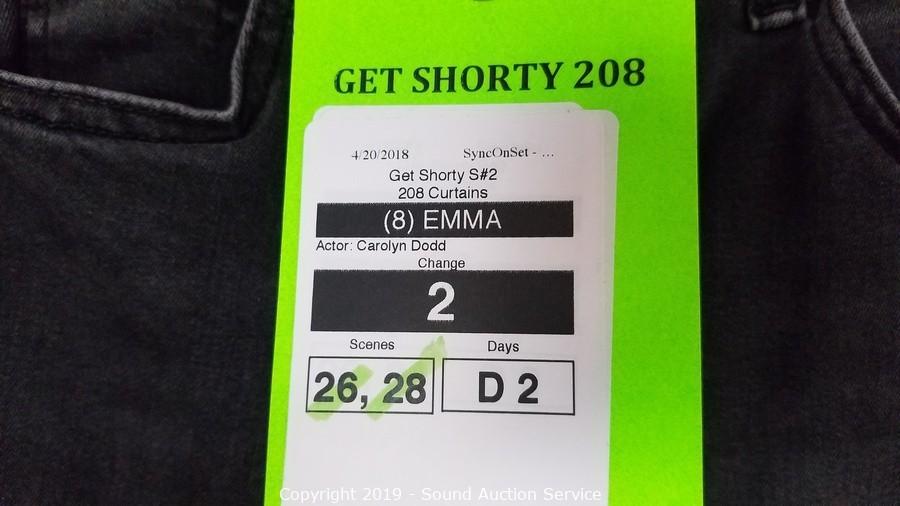 GET SHORTY 208
4/20/2018 SyncOnSet - ...
Get Shorty S#2
208 Curtains
(8) EMMA
Actor: Carolyn Dodd
Change
2
Scenes Days
26, 28 D 2
Copyright 2019 - Sound Auction Service